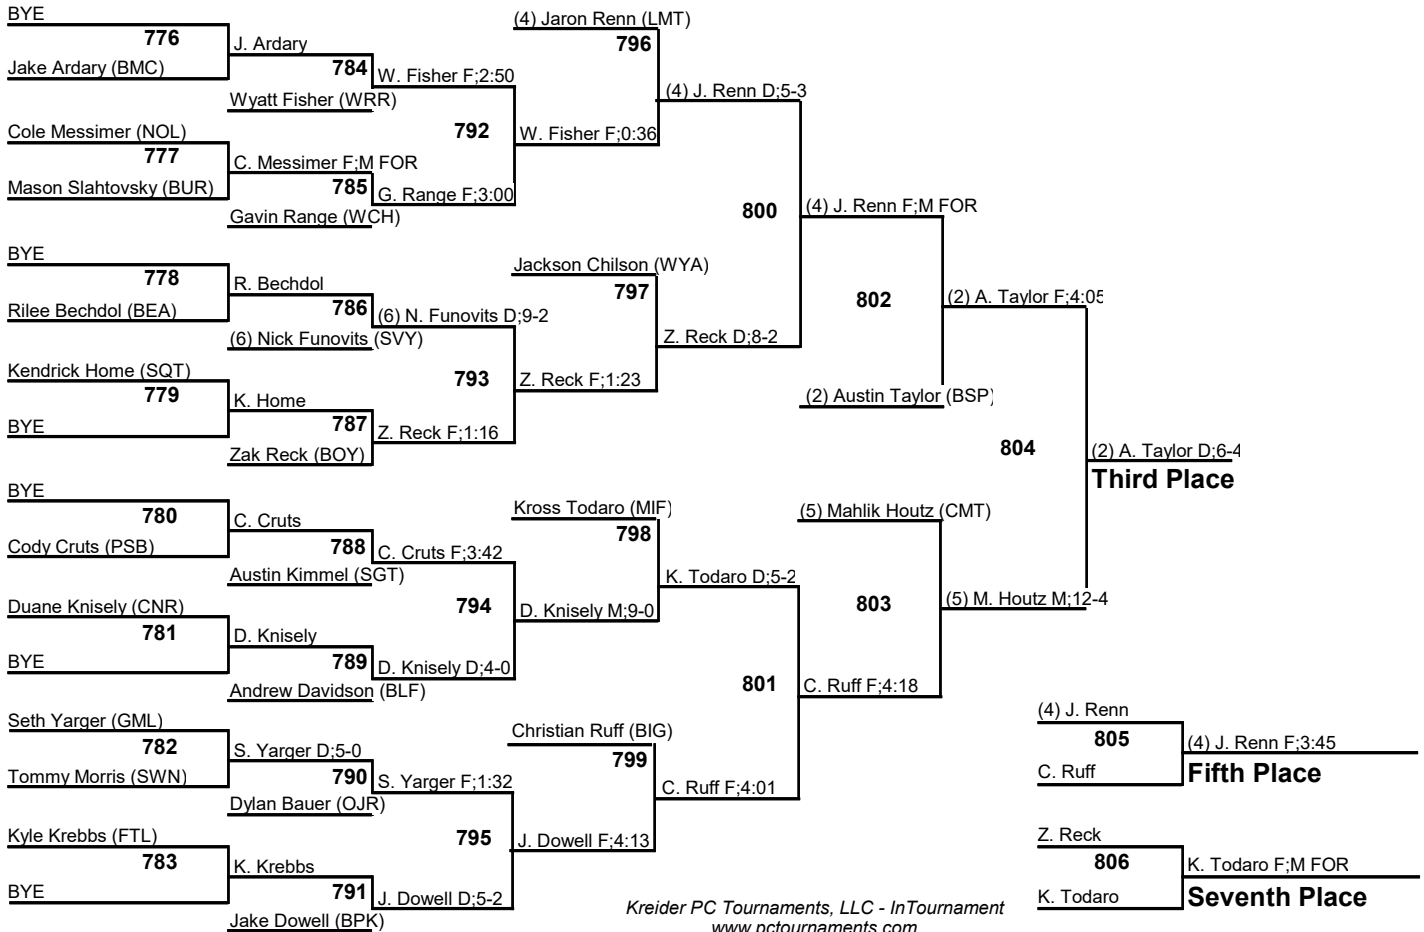 BYE
776
Jake Ardary (BMC)
J. Ardary
784
Wyatt Fisher (WRR)
W. Fisher F;2:50
Cole Messimer (NOL)
777
Mason Slahtovsky (BUR)
C. Messimer F;M FOR
785
Gavin Range (WCH)
G. Range F;3:00
792
W. Fisher F;0:36
(4) Jaron Renn (LMT)
796
(4) J. Renn D;5-3
BYE
778
Rilee Bechdol (BEA)
R. Bechdol
786
(6) Nick Funovits (SVY)
(6) N. Funovits D;9-2
Kendrick Home (SQT)
779
BYE
K. Home
787
Zak Reck (BOY)
Z. Reck F;1:16
793
Z. Reck F;1:23
Jackson Chilson (WYA)
797
Z. Reck D;8-2
800
(4) J. Renn F;M FOR
802
(2) Austin Taylor (BSP)
(2) A. Taylor F;4:05
BYE
780
Cody Cruts (PSB)
C. Cruts
788
Austin Kimmel (SGT)
C. Cruts F;3:42
Duane Knisely (CNR)
781
BYE
D. Knisely
789
Andrew Davidson (BLF)
D. Knisely D;4-0
794
D. Knisely M;9-0
Kross Todaro (MIF)
798
K. Todaro D;5-2
Seth Yarger (GML)
782
Tommy Morris (SWN)
S. Yarger D;5-0
790
Dylan Bauer (OJR)
S. Yarger F;1:32
Kyle Krebbs (FTL)
783
BYE
K. Krebbs
791
Jake Dowell (BPK)
J. Dowell D;5-2
795
J. Dowell F;4:13
Christian Ruff (BIG)
799
C. Ruff F;4:01
801
C. Ruff F;4:18
(5) Mahlik Houtz (CMT)
803
(5) M. Houtz M;12-4
804
(2) A. Taylor D;6-4
Third Place
(4) J. Renn
805
C. Ruff
(4) J. Renn F;3:45
Fifth Place
Z. Reck
806
K. Todaro
K. Todaro F;M FOR
Seventh Place
Kreider PC Tournaments, LLC - InTournament
www.pctournaments.com